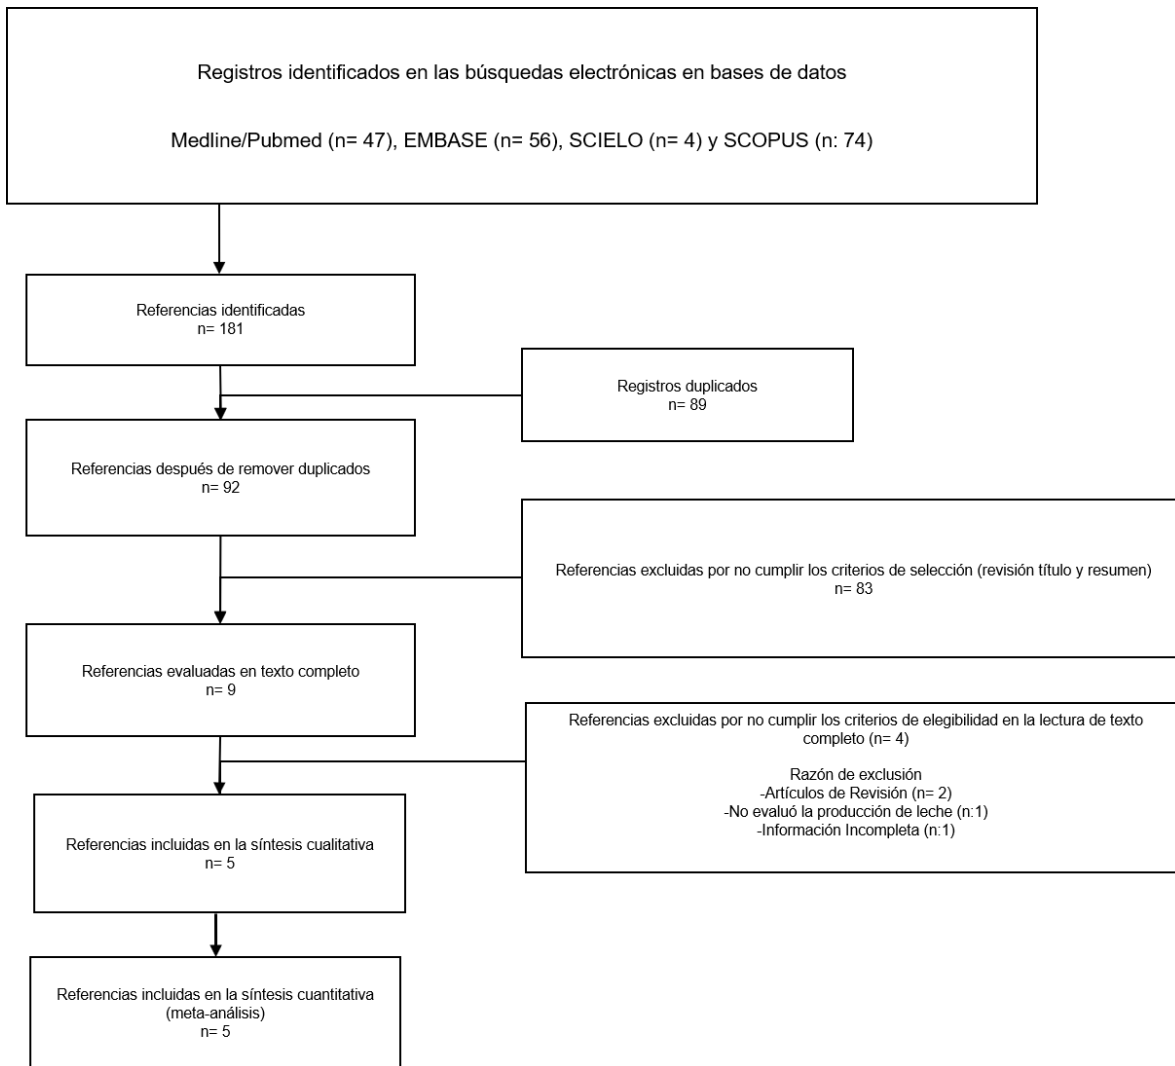 Registros identificados en las búsquedas electrónicas en bases de datos
Medline/Pubmed (n= 47), EMBASE (n= 56), SCIELO (n= 4) y SCOPUS (n: 74)
Referencias identificadas
n= 181
Registros duplicados
n= 89
Referencias después de remover duplicados
n= 92
Referencias excluidas por no cumplir los criterios de selección (revisión título y resumen)
n= 83
Referencias evaluadas en texto completo
n= 9
Referencias excluidas por no cumplir los criterios de elegibilidad en la lectura de texto
completo (n= 4)
Razón de exclusión
-Artículos de Revisión (n= 2)
-No evaluó la producción de leche (n:1)
-Información Incompleta (n:1)
Referencias incluidas en la síntesis cualitativa
n= 5
Referencias incluidas en la síntesis cuantitativa
(meta-análisis)
n= 5